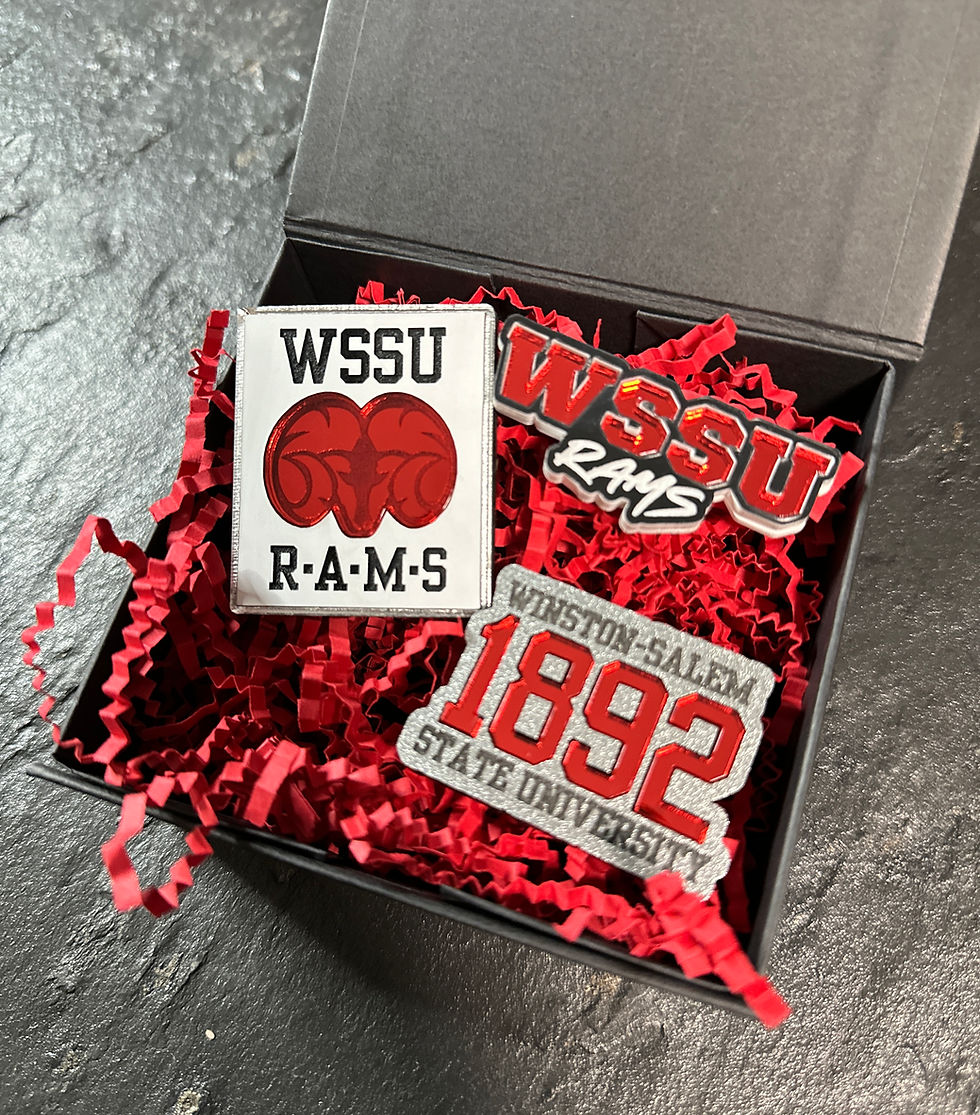 WSSU
R·A·M·S
WSSU
RAMS
WINSTON-SALEM
1892
STATE UNIVERSITY